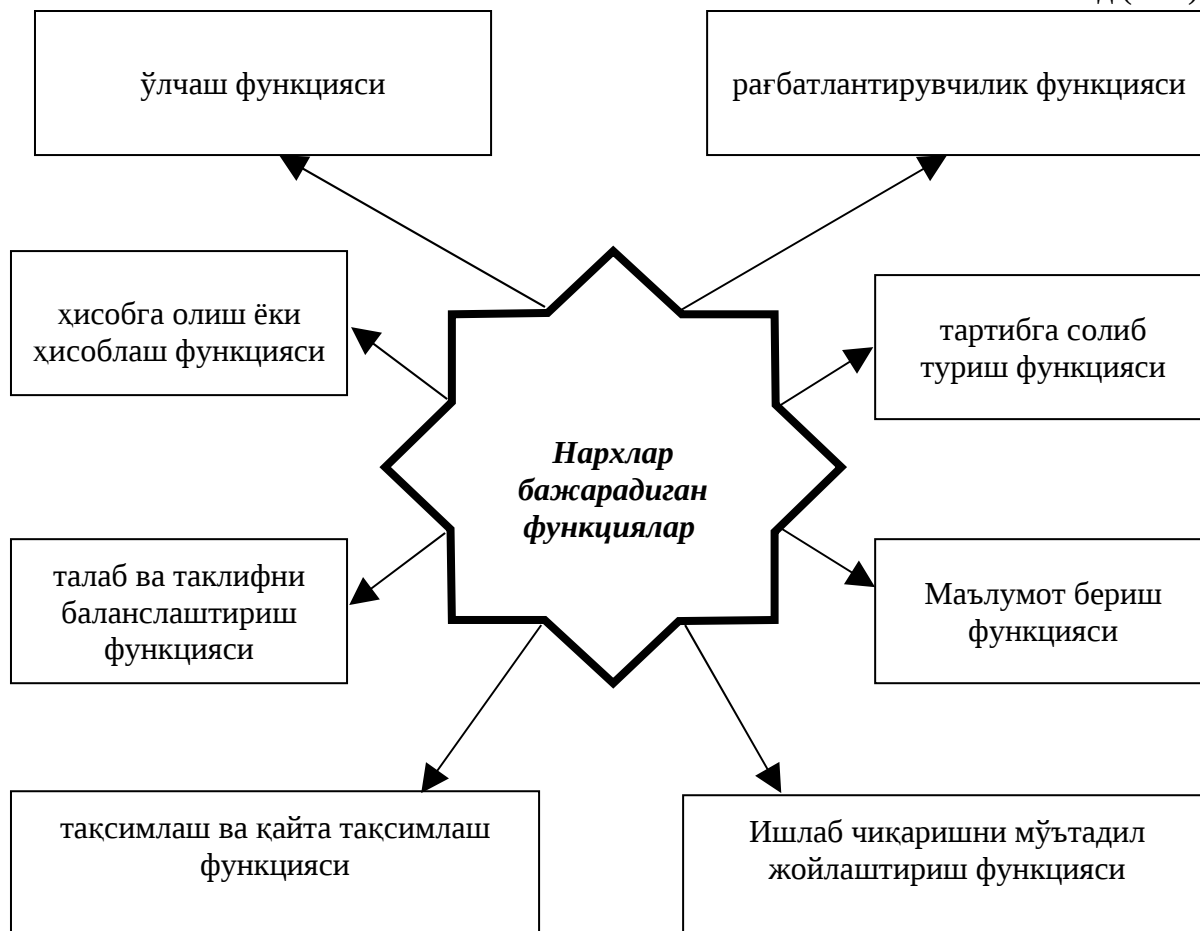 ўлчаш функцияси
рағбатлантирувчилик функцияси
ҳисобга олиш ёки
ҳисоблаш функцияси
тартибга солиб
туриш функцияси
Нархлар
бажарадиган
функциялар
талаб ва таклифни
баланслаштириш
функцияси
Маълумот бериш
функцияси
тақсимлаш ва қайта тақсимлаш
функцияси
Ишлаб чиқаришни мўътадил
жойлаштириш функцияси